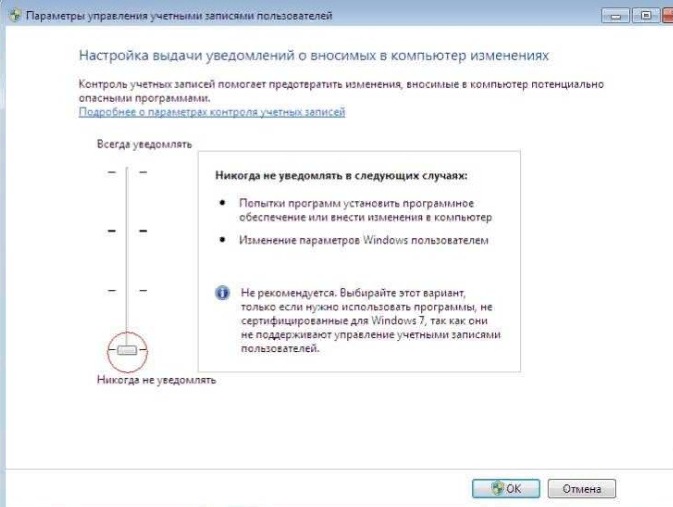 Параметры управления учетными записями пользователей
Настройка выдачи уведомлений о вносимых в компьютер изменениях
Контроль учетных записей помогает предотвратить изменения, вносимые в компьютер потенциально
опасными программами.
Подробнее о параметрах контроля учетных записей
Всегда уведомлять
Никогда не уведомлять в следующих случаях:
Попытки программ установить программное
обеспечение или внести изменения в компьютер
Изменение параметров Windows пользователем
Не рекомендуется. Выбирайте этот вариант,
только если нужно использовать программы, не
сертифицированные для Windows 7, так как они
не поддерживают управление учетными записями
пользователей.
Никогда не уведомлять
OK
Отмена